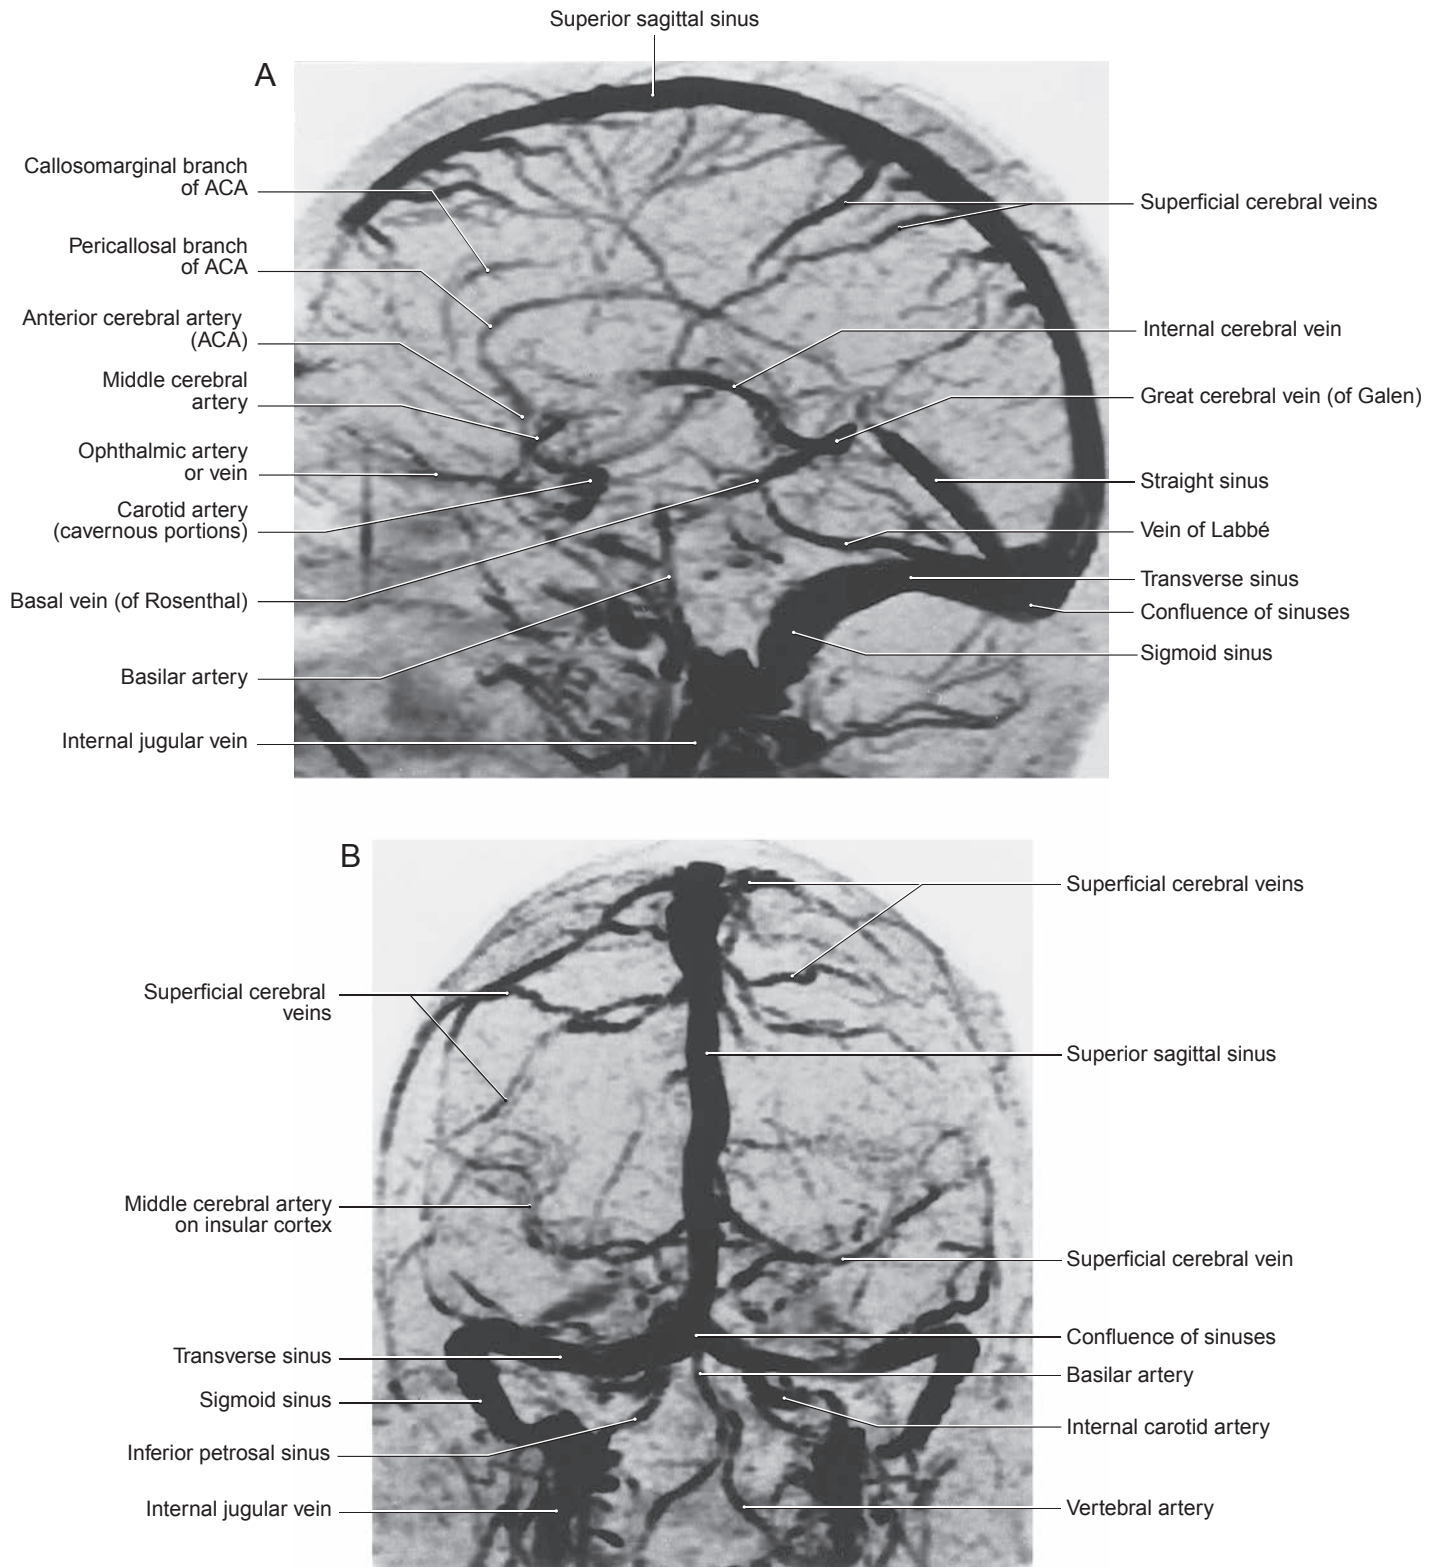 Superior sagittal sinus
A
Callosomarginal branch
of ACA
Pericallosal branch
of ACA
Anterior cerebral artery
(ACA)
Middle cerebral
artery
Ophthalmic artery
or vein
Carotid artery
(cavernous portions)
Basal vein (of Rosenthal)
Basilar artery
Internal jugular vein
Superficial cerebral veins
Internal cerebral vein
Great cerebral vein (of Galen)
Straight sinus
Vein of Labbé
Transverse sinus
Confluence of sinuses
Sigmoid sinus
B
Superficial cerebral
veins
Middle cerebral artery
on insular cortex
Transverse sinus
Sigmoid sinus
Inferior petrosal sinus
Internal jugular vein
Superficial cerebral veins
Superior sagittal sinus
Superficial cerebral vein
Confluence of sinuses
Basilar artery
Internal carotid artery
Vertebral artery